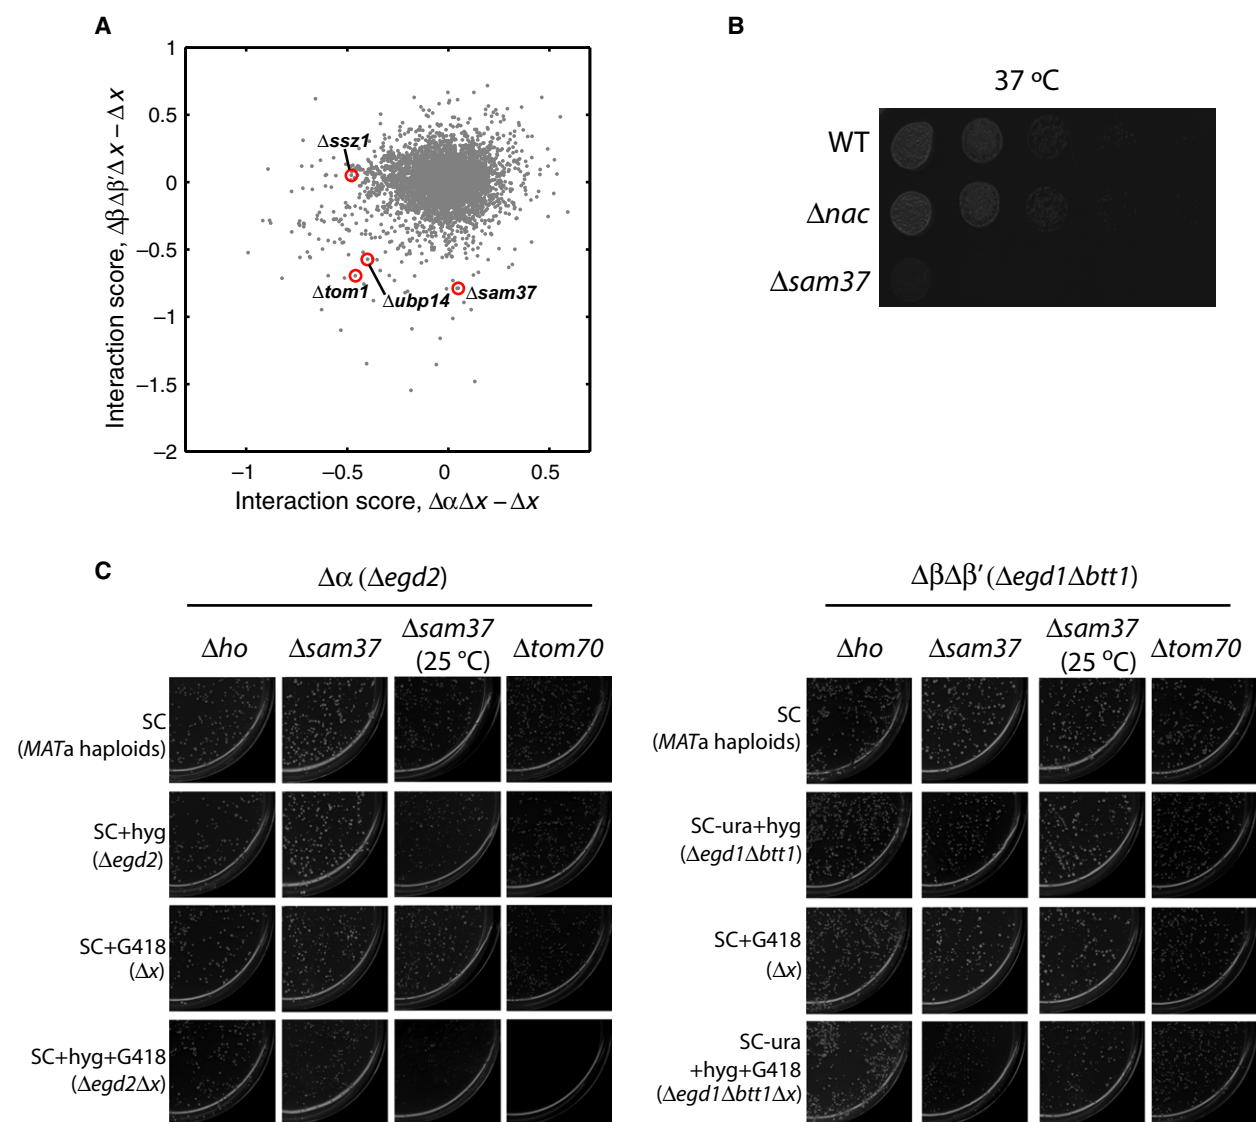 A
1
0.5
0
−0.5
−1
−1.5
−2
Interaction score, ΔβΔβ′Δx − Δx
Δssz1
Δtom1
Δubp14
Δsam37
−1
−0.5
0
0.5
Interaction score, ΔαΔx − Δx
B
37 ºC
WT
Δnac
Δsam37
C
Δα (Δegd2)
Δho
Δsam37
Δsam37
(25 ºC)
Δtom70
SC
(MATa haploids)
SC+hyg
(Δegd2)
SC+G418
(Δx)
SC+hyg+G418
(Δegd2Δx)
ΔβΔβ′ (Δegd1Δbtt1)
Δho
Δsam37
Δsam37
(25 ºC)
Δtom70
SC
(MATa haploids)
SC-ura+hyg
(Δegd1Δbtt1)
SC+G418
(Δx)
SC-ura
+hyg+G418
(Δegd1Δbtt1Δx)